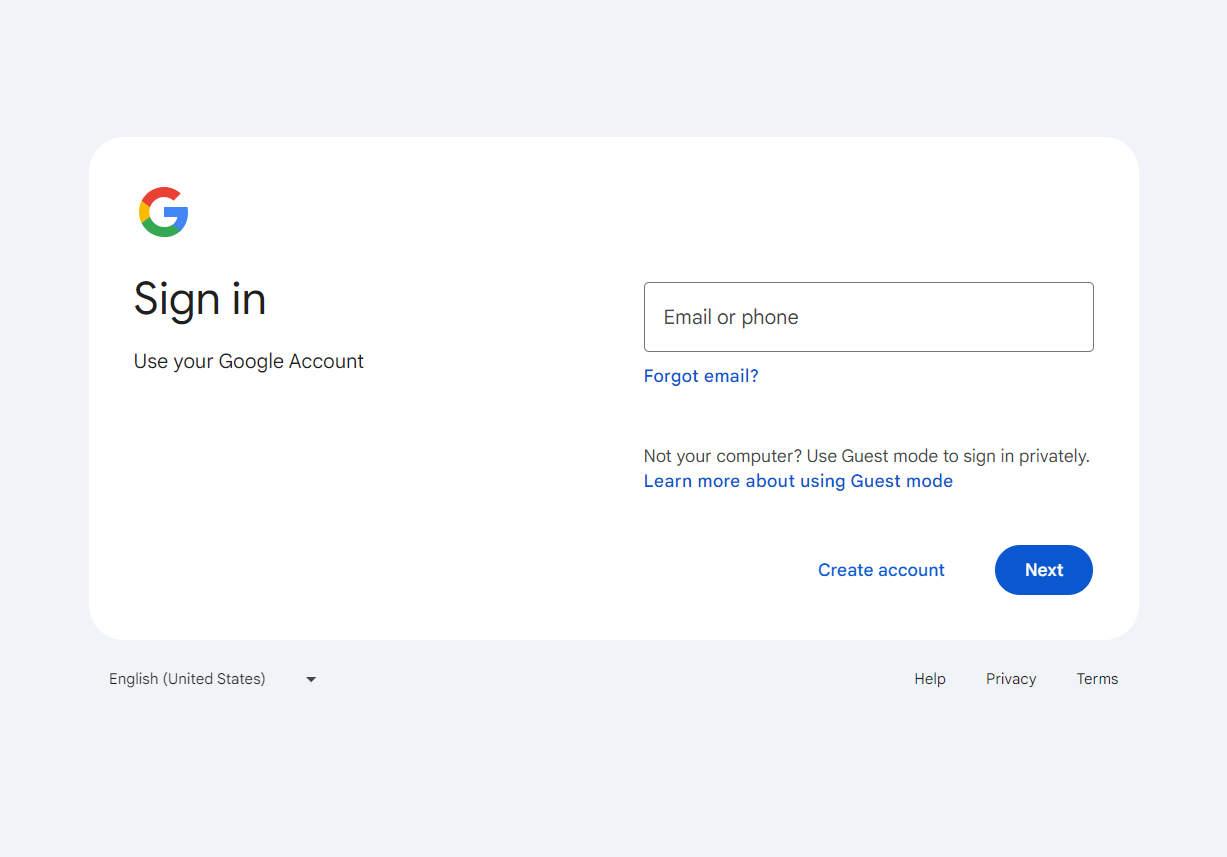 Sign in
Use your Google Account
Email or phone
Forgot email?
Not your computer? Use Guest mode to sign in privately.
Learn more about using Guest mode
Create account
Next
English (United States)
Help
Privacy
Terms